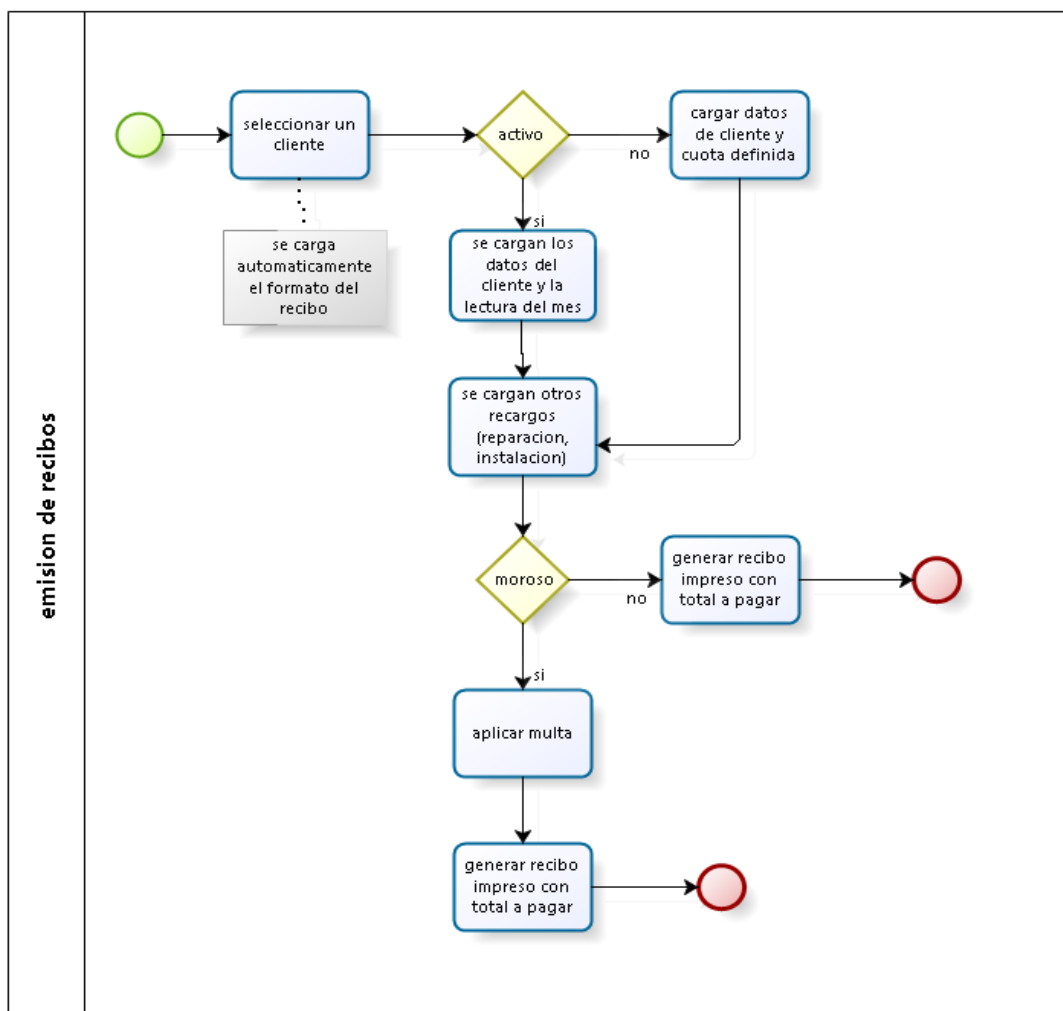 emision de recibos
seleccionar un
cliente
activo
no
cargar datos
de cliente y
cuota definida
si
se carga
automaticamente
el formato del
recibo
se cargan los
datos del
cliente y la
lectura del mes
se cargan otros
recargos
(reparacion,
instalacion)
moroso
no
generar recibo
impreso con
total a pagar
si
aplicar multa
generar recibo
impreso con
total a pagar